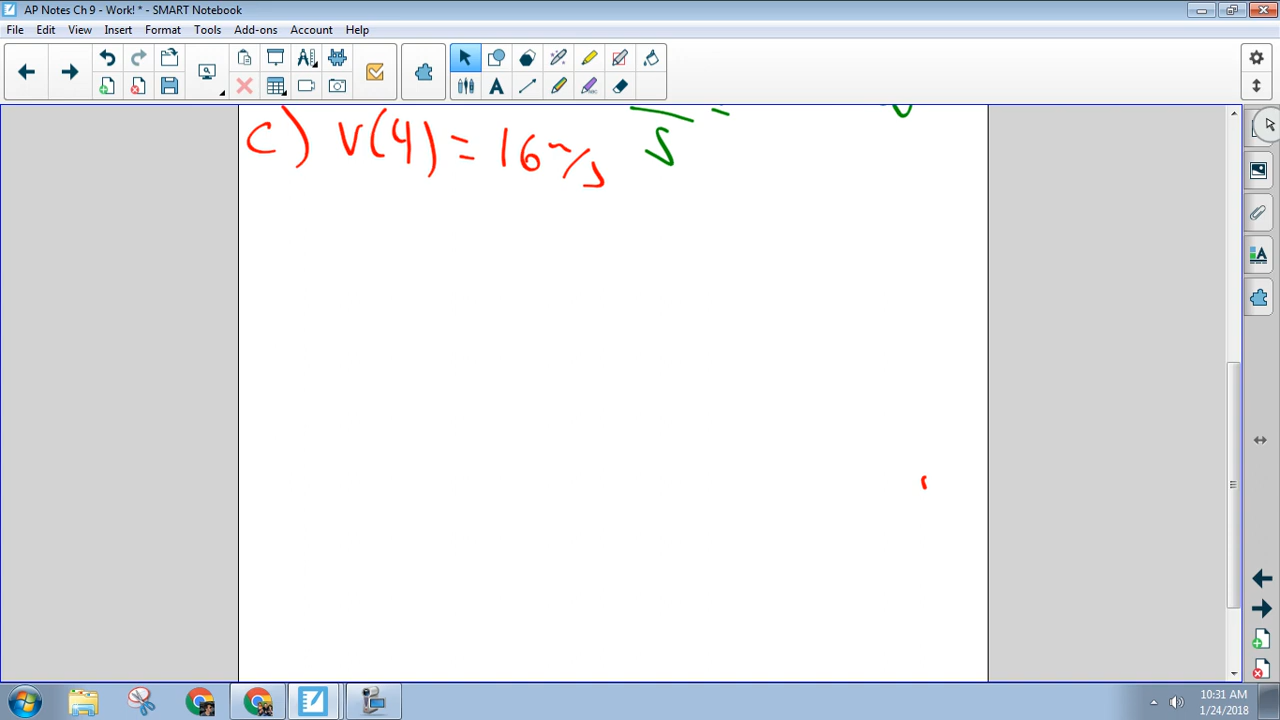 AP Notes Ch 9 - Work! * - SMART Notebook
File Edit View Insert Format Tools Add-ons Account Help
c) v(4) = 16 m/s
10:31 AM
1/24/2018